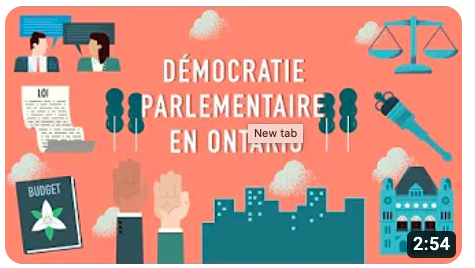 LOI
DÉMOCRATIE
PARLEMENTAIRE
EN ONTARIO
New tab
BUDGET
2:54